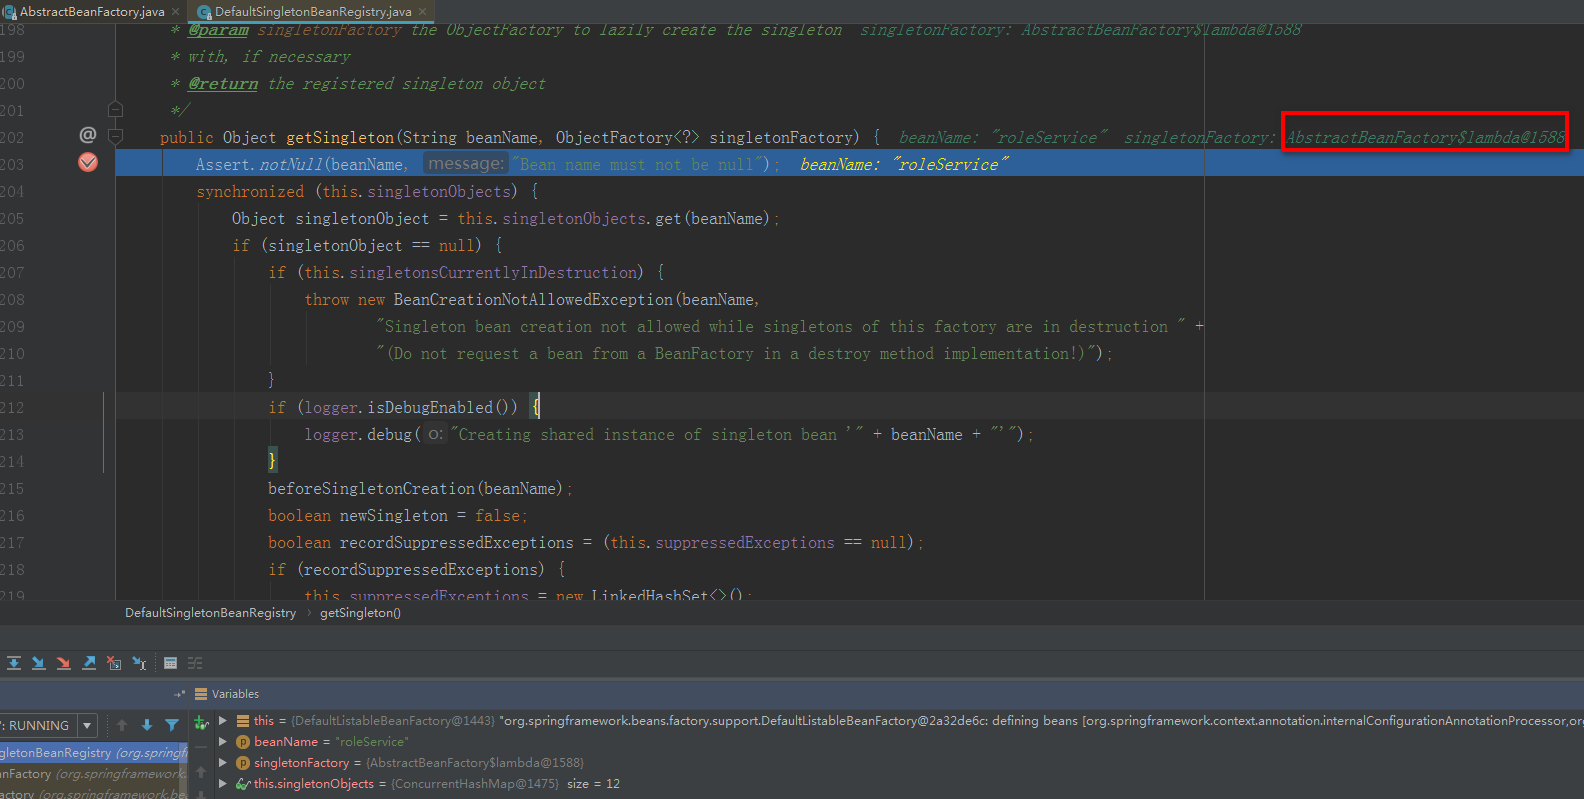 AbstractBeanFactory.java × DefaultSingletonBeanRegistry.java ×
198 * @param singletonFactory the ObjectFactory to lazily create the singleton singletonFactory: AbstractBeanFactory$lambda@1588
199 * with, if necessary
200 * @return the registered singleton object
201 */
202 @ public Object getSingleton(String beanName, ObjectFactory<?> singletonFactory) { beanName: "roleService" singletonFactory: AbstractBeanFactory$lambda@1588
203 Assert.notNull(beanName, message: "Bean name must not be null"); beanName: "roleService"
204 synchronized (this.singletonObjects) {
205 Object singletonObject = this.singletonObjects.get(beanName);
206 if (singletonObject == null) {
207 if (this.singletonsCurrentlyInDestruction) {
208 throw new BeanCreationNotAllowedException(beanName,
209 "Singleton bean creation not allowed while singletons of this factory are in destruction " +
210 "(Do not request a bean from a BeanFactory in a destroy method implementation!)");
211 }
212 if (logger.isDebugEnabled()) {
213 logger.debug( o: "Creating shared instance of singleton bean '" + beanName + "'");
214 }
215 beforeSingletonCreation(beanName);
216 boolean newSingleton = false;
217 boolean recordSuppressedExceptions = (this.suppressedExceptions == null);
218 if (recordSuppressedExceptions) {
219 this.suppressedExceptions = new LinkedHashSet<>();
DefaultSingletonBeanRegistry › getSingleton()
Variables
": RUNNING
this = {DefaultListableBeanFactory@1443} "org.springframework.beans.factory.support.DefaultListableBeanFactory@2a32de6c: defining beans [org.springframework.context.annotation.internalConfigurationAnnotationProcessor,or
beanName = "roleService"
gletonBeanRegistry (org.springf
singletonFactory = {AbstractBeanFactory$lambda@1588}
anFactory (org.springframework.
this.singletonObjects = {ConcurrentHashMap@1475} size = 12
actory (org.springframework.be